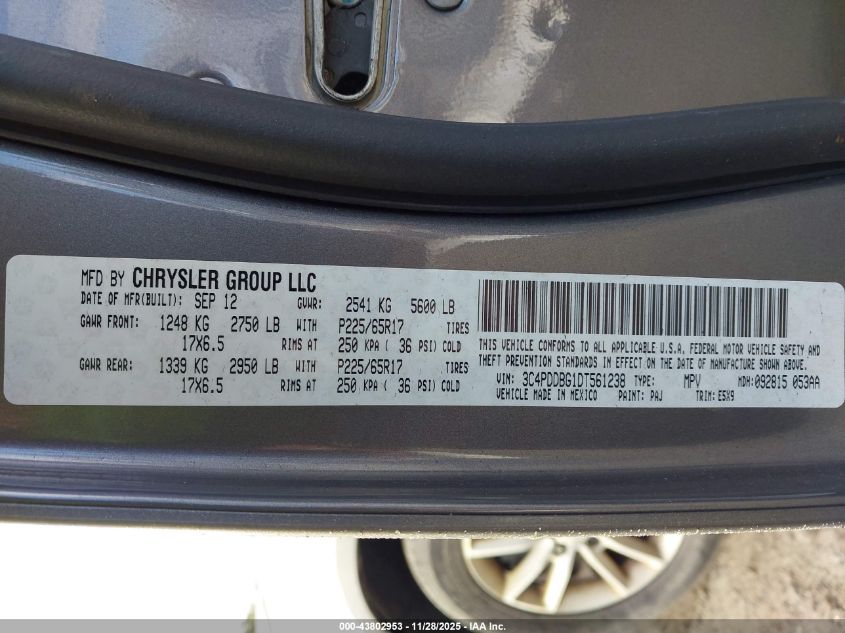 MFD BY CHRYSLER GROUP LLC
DATE OF MFR(BUILT): SEP 12 GVWR: 2541 KG 5600 LB
GAWR FRONT: 1248 KG 2750 LB WITH P225/65R17 TIRES
17X6.5 RIMS AT 250 KPA ( 36 PSI) COLD
GAWR REAR: 1339 KG 2950 LB WITH P225/65R17 TIRES
17X6.5 RIMS AT 250 KPA ( 36 PSI) COLD
THIS VEHICLE CONFORMS TO ALL APPLICABLE U.S.A. FEDERAL MOTOR VEHICLE SAFETY AND
THEFT PREVENTION STANDARDS IN EFFECT ON THE DATE OF MANUFACTURE SHOWN ABOVE.
VIN: 3C4PDDBG1DT561238 TYPE: MPV MDH:092815 053AA
VEHICLE MADE IN MEXICO PAINT: PAJ TRIM: E5X9
000-43802953 - 11/28/2025 - IAA Inc.